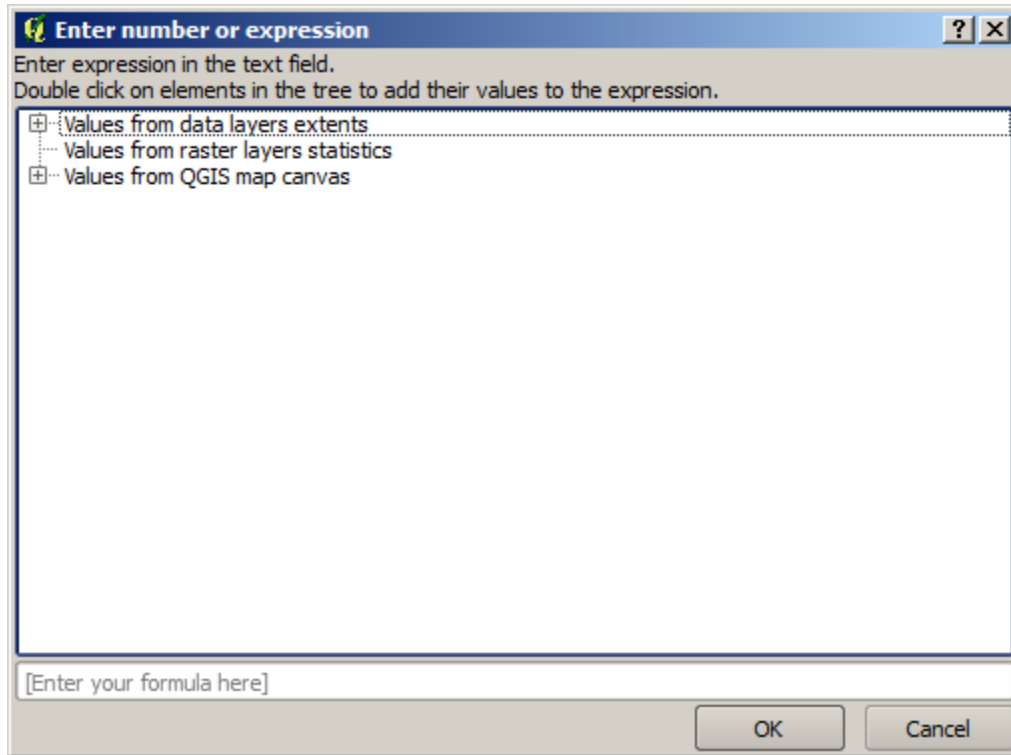 Enter number or expression
Enter expression in the text field.
Double click on elements in the tree to add their values to the expression.
Values from data layers extents
Values from raster layers statistics
Values from QGIS map canvas
[Enter your formula here]
OK Cancel